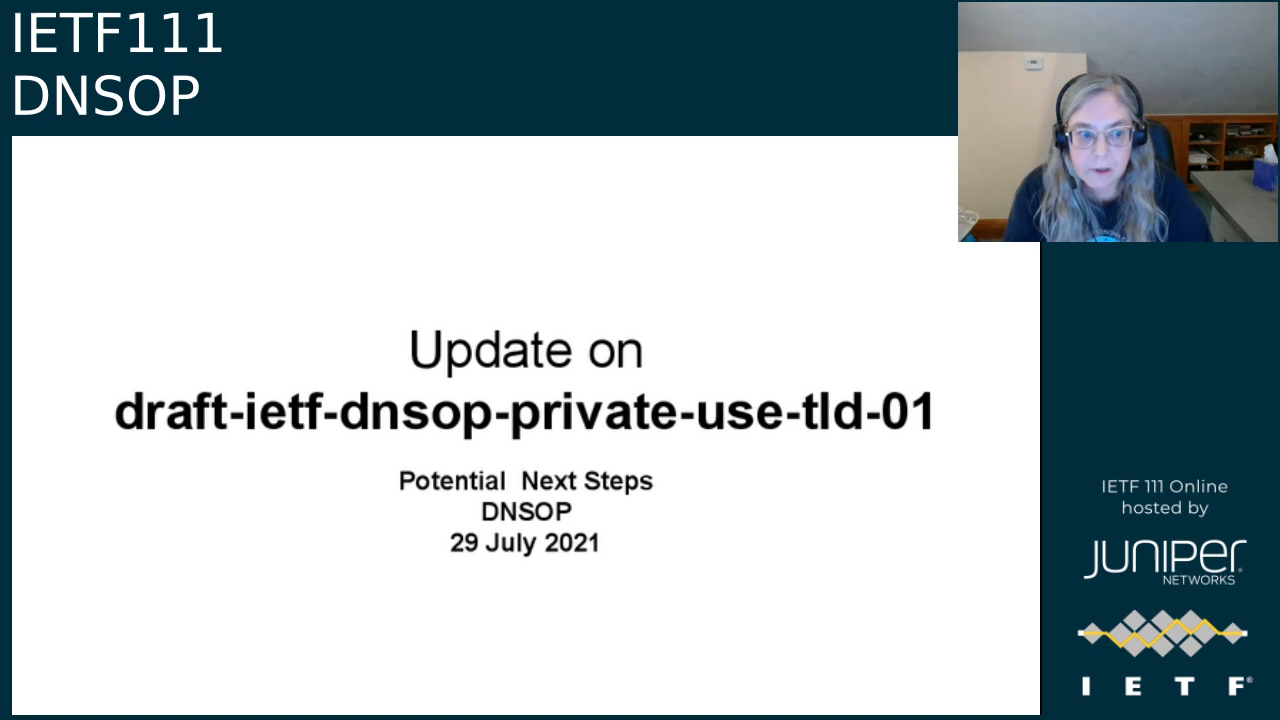 IETF111
DNSOP
Update on
draft-ietf-dnsop-private-use-tld-01
Potential Next Steps
DNSOP
29 July 2021
IETF 111 Online
hosted by
JUNIPER
NETWORKS
IETF®